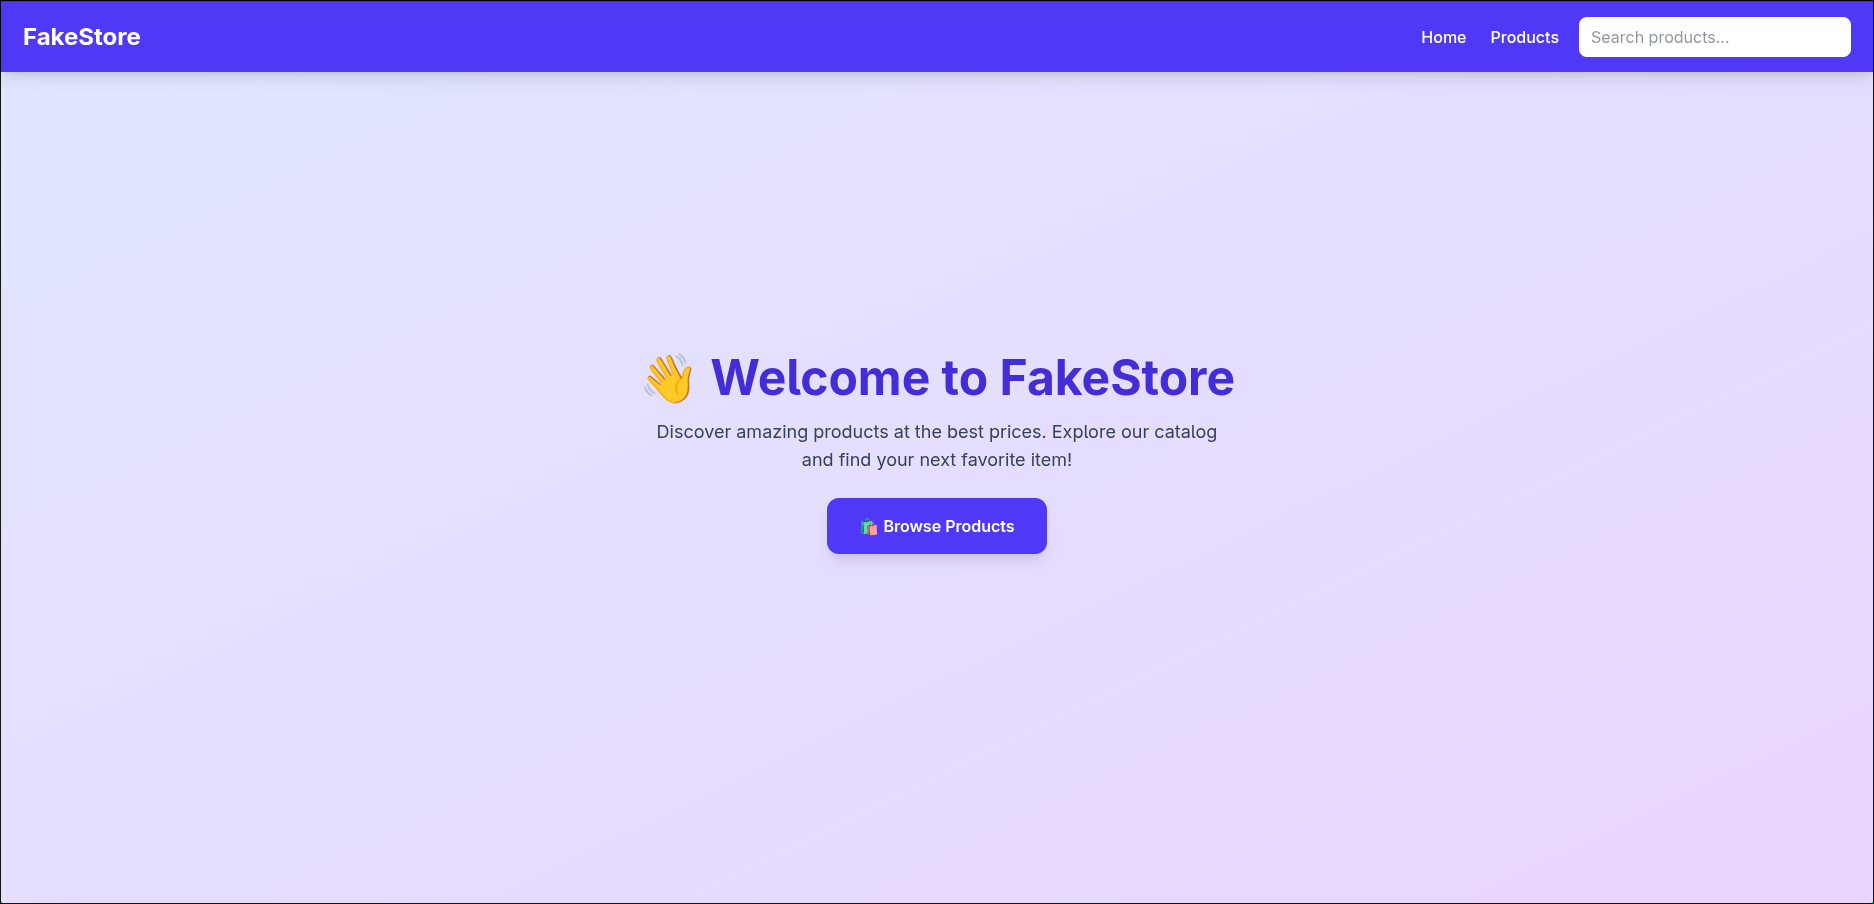 FakeStore
Home
Products
Search products...
👋 Welcome to FakeStore
Discover amazing products at the best prices. Explore our catalog
and find your next favorite item!
🛍️ Browse Products